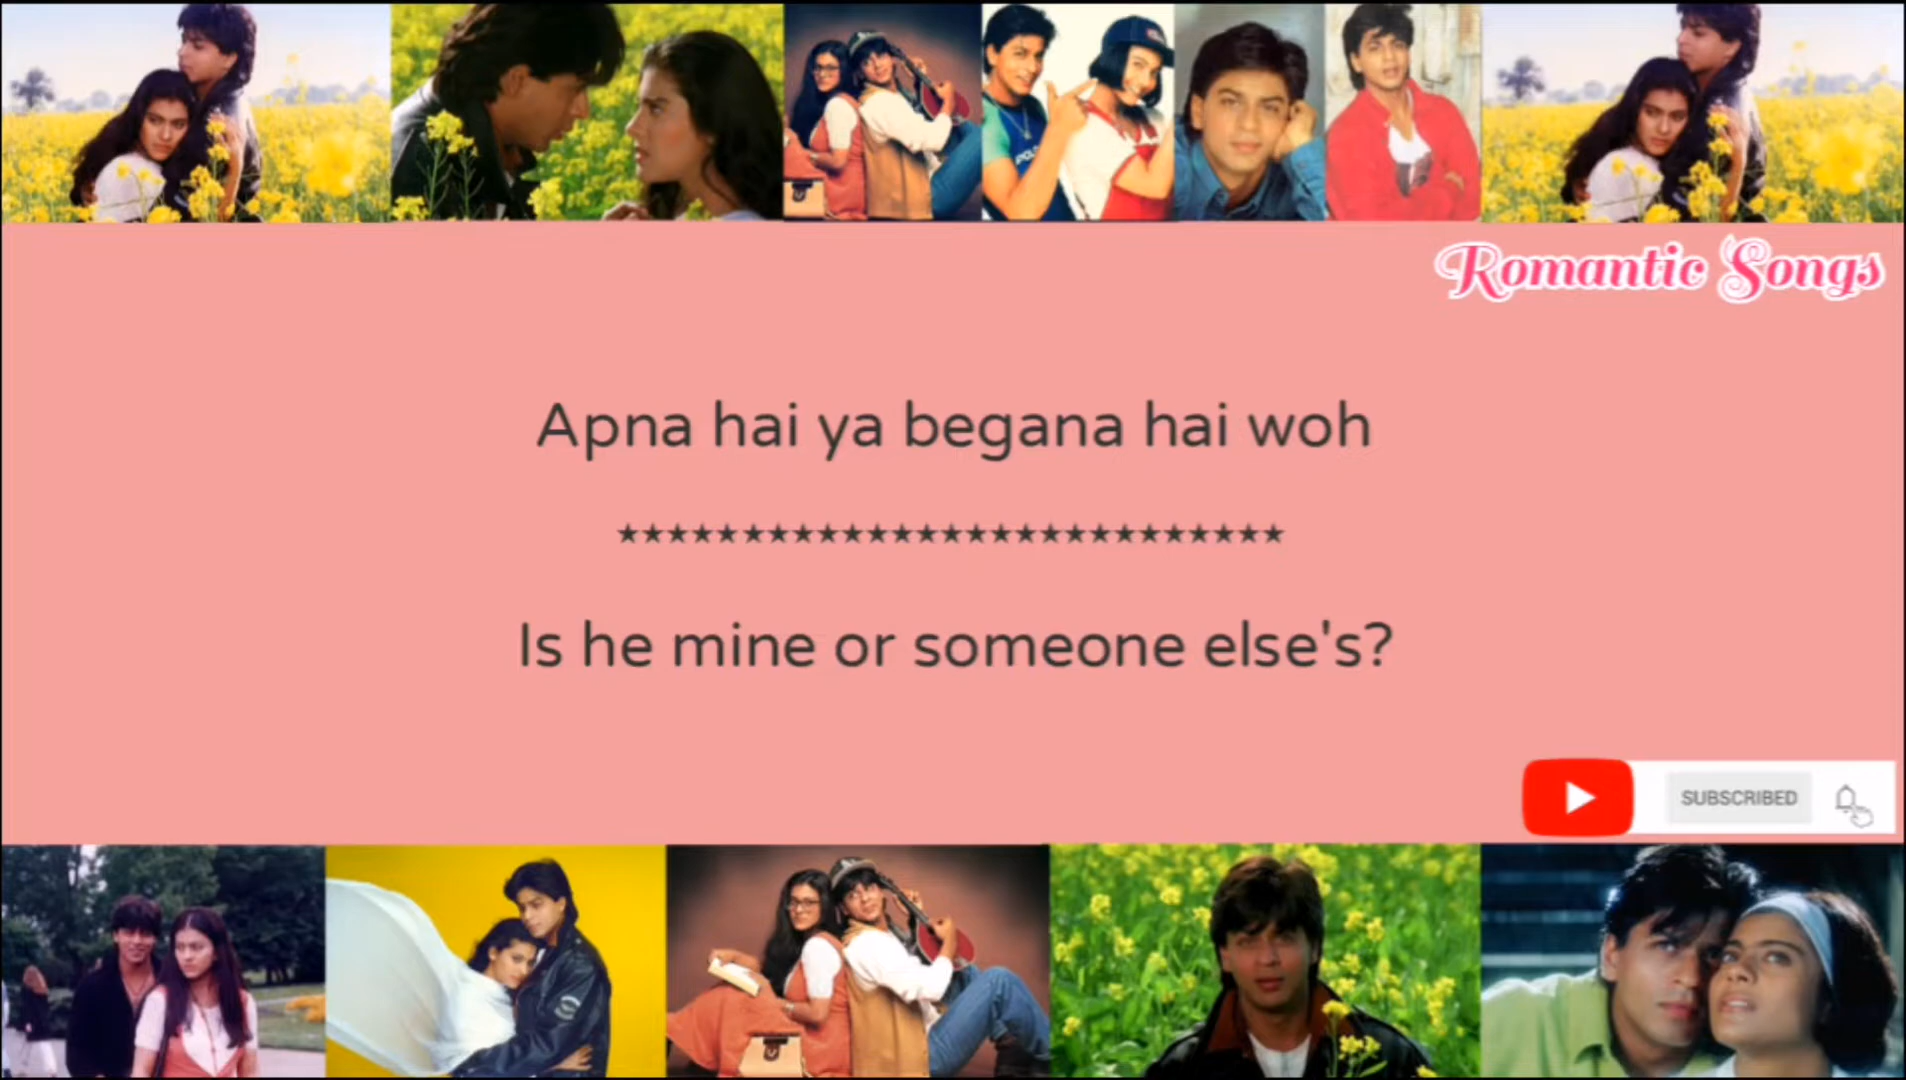 Romantic Songs
Apna hai ya begana hai woh
★★★★★★★★★★★★★★★★★★★★★★★★★★★
Is he mine or someone else's?
SUBSCRIBED